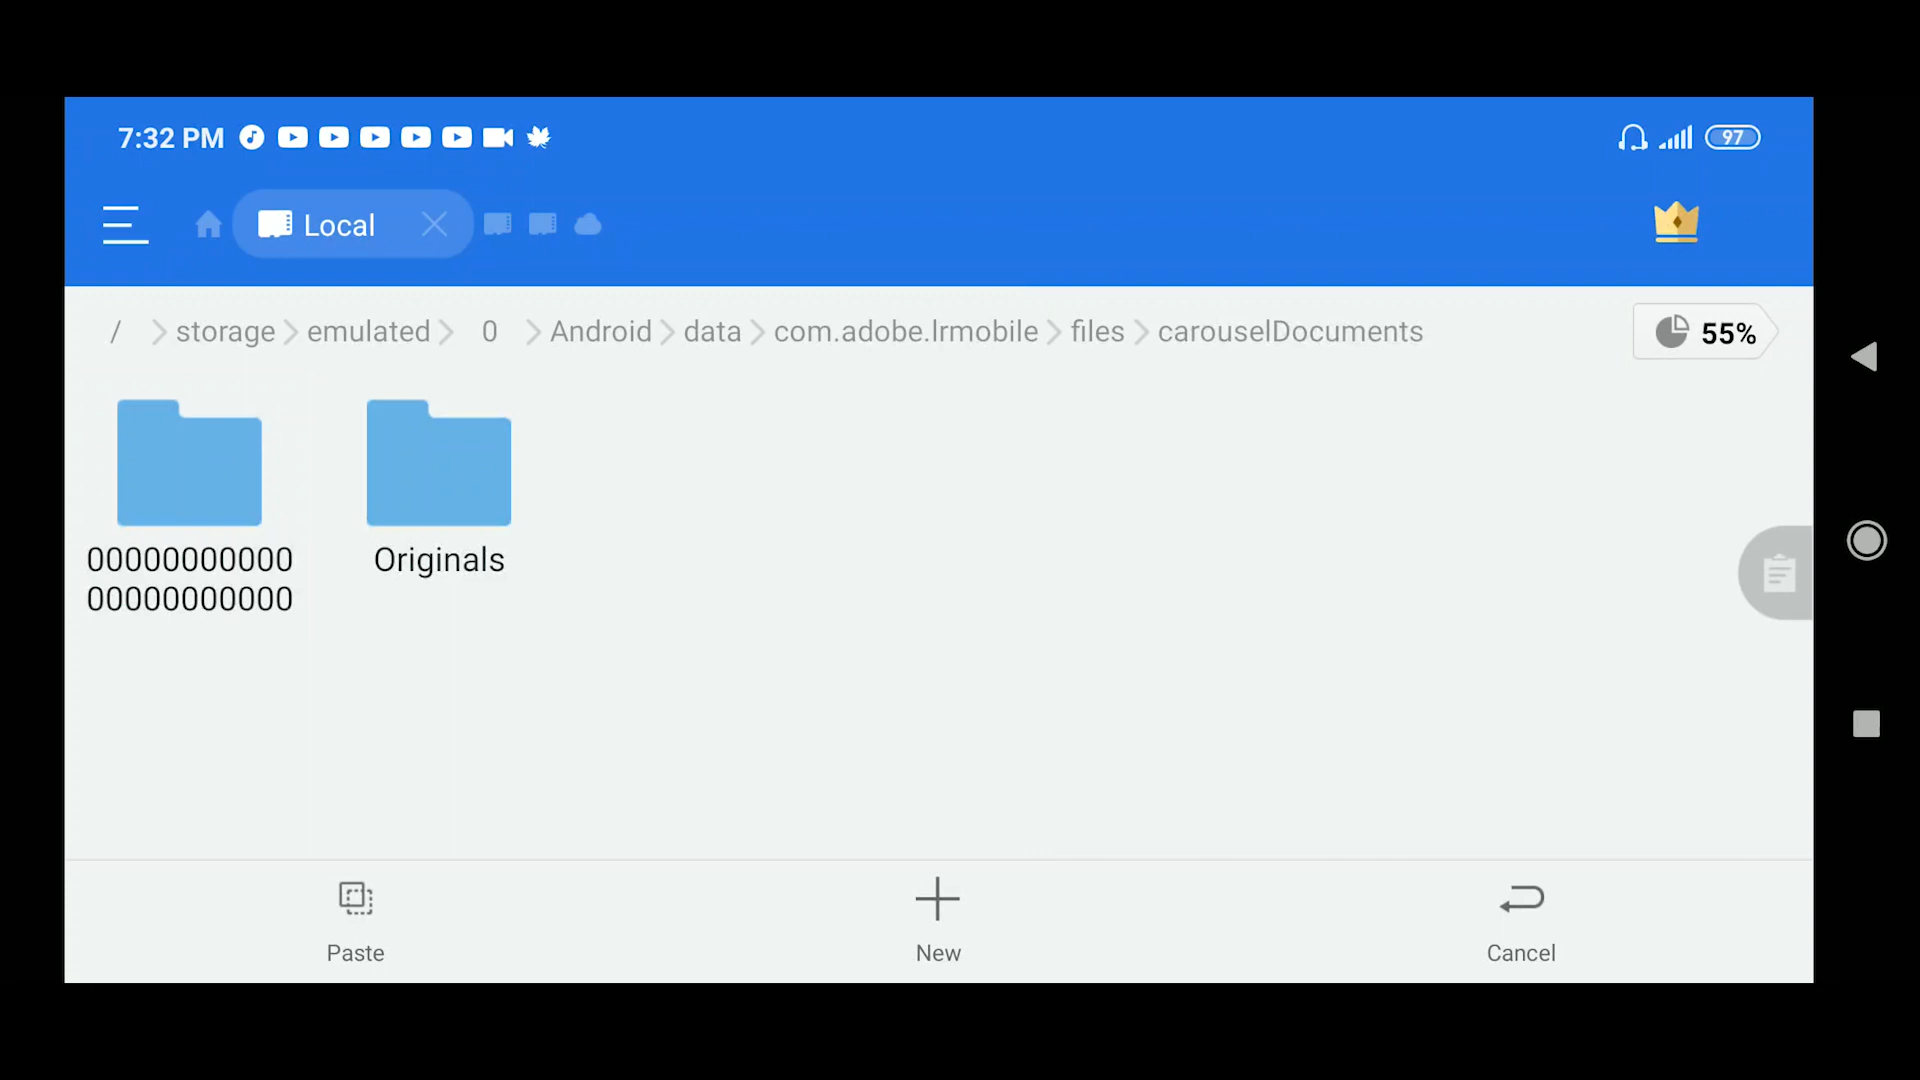 7:32 PM
97
Local
/ storage emulated 0 Android data com.adobe.lrmobile files carouselDocuments
55%
00000000000
00000000000
Originals
Paste
New
Cancel